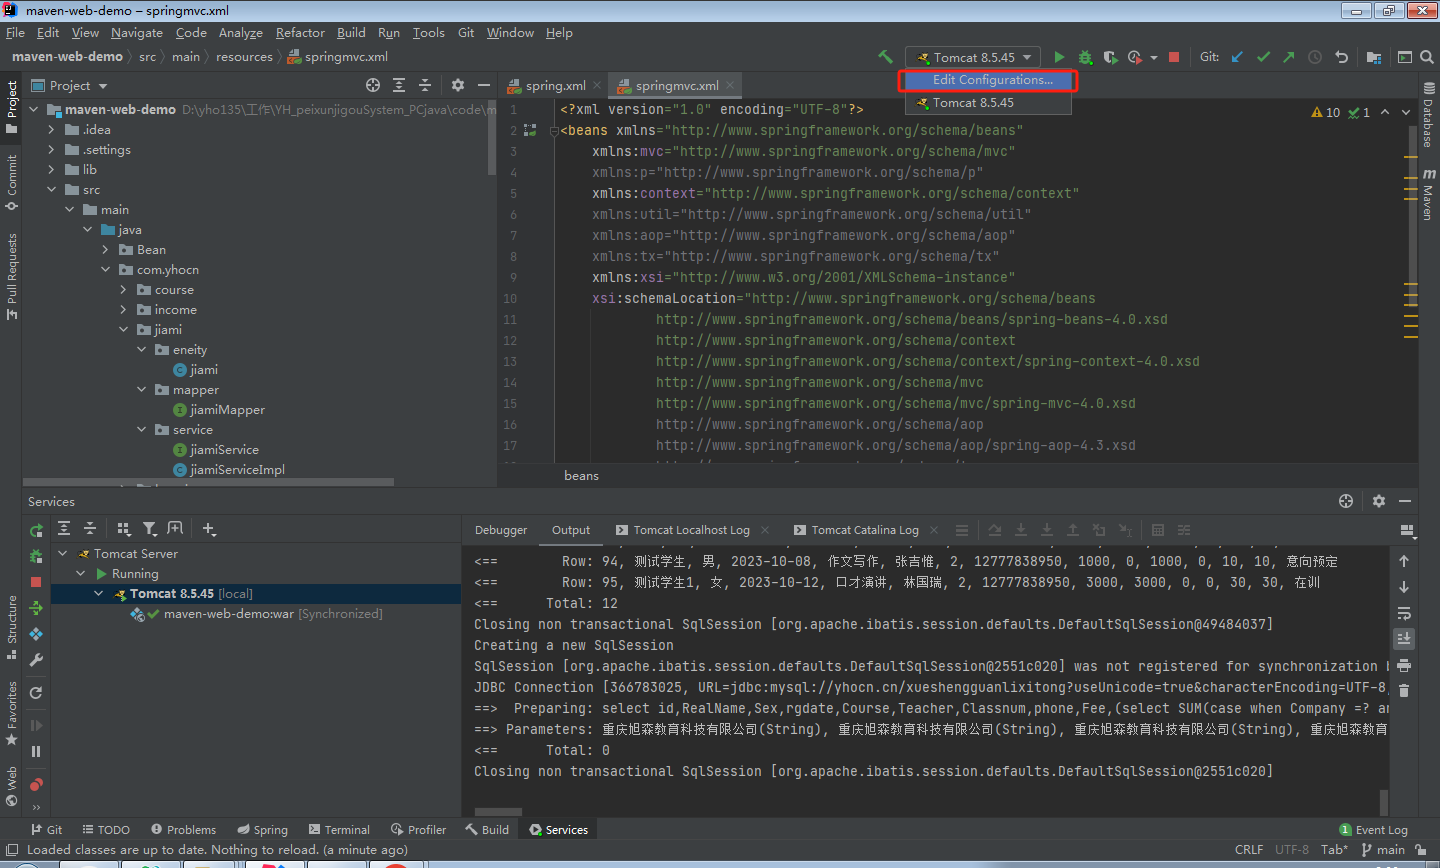 maven-web-demo – springmvc.xml
File Edit View Navigate Code Analyze Refactor Build Run Tools Git Window Help
maven-web-demo src main resources springmvc.xml
Tomcat 8.5.45
Git:
Edit Configurations...
Tomcat 8.5.45
Project
Commit
Pull Requests
Structure
Favorites
Web
Project
maven-web-demo D:\yho135\工作\YH_peixunjigouSystem_PCjava\code\m
.idea
.settings
lib
src
main
java
Bean
com.yhocn
course
income
jiami
eneity
jiami
mapper
jiamiMapper
service
jiamiService
jiamiServiceImpl
spring.xml
springmvc.xml
10 1
1 <?xml version="1.0" encoding="UTF-8"?>
2 <beans xmlns="http://www.springframework.org/schema/beans"
3 xmlns:mvc="http://www.springframework.org/schema/mvc"
4 xmlns:p="http://www.springframework.org/schema/p"
5 xmlns:context="http://www.springframework.org/schema/context"
6 xmlns:util="http://www.springframework.org/schema/util"
7 xmlns:aop="http://www.springframework.org/schema/aop"
8 xmlns:tx="http://www.springframework.org/schema/tx"
9 xmlns:xsi="http://www.w3.org/2001/XMLSchema-instance"
10 xsi:schemaLocation="http://www.springframework.org/schema/beans
11 http://www.springframework.org/schema/beans/spring-beans-4.0.xsd
12 http://www.springframework.org/schema/context
13 http://www.springframework.org/schema/context/spring-context-4.0.xsd
14 http://www.springframework.org/schema/mvc
15 http://www.springframework.org/schema/mvc/spring-mvc-4.0.xsd
16 http://www.springframework.org/schema/aop
17 http://www.springframework.org/schema/aop/spring-aop-4.3.xsd
beans
Database
Maven
Services
Tomcat Server
Running
Tomcat 8.5.45 [local]
maven-web-demo:war [Synchronized]
Debugger Output Tomcat Localhost Log Tomcat Catalina Log
<== Row: 94, 测试学生, 男, 2023-10-08, 作文写作, 张吉惟, 2, 12777838950, 1000, 0, 1000, 0, 10, 10, 意向预定
<== Row: 95, 测试学生1, 女, 2023-10-12, 口才演讲, 林国瑞, 2, 12777838950, 3000, 3000, 0, 0, 30, 30, 在训
<== Total: 12
Closing non transactional SqlSession [org.apache.ibatis.session.defaults.DefaultSqlSession@49484037]
Creating a new SqlSession
SqlSession [org.apache.ibatis.session.defaults.DefaultSqlSession@2551c020] was not registered for synchronization b
JDBC Connection [366783025, URL=jdbc:mysql://yhocn.cn/xueshengguanlixitong?useUnicode=true&characterEncoding=UTF-8,
==> Preparing: select id,RealName,Sex,rgdate,Course,Teacher,Classnum,phone,Fee,(select SUM(case when Company =? an
==> Parameters: 重庆旭森教育科技有限公司(String), 重庆旭森教育科技有限公司(String), 重庆旭森教育科技有限公司(String), 重庆旭森教育
<== Total: 0
Closing non transactional SqlSession [org.apache.ibatis.session.defaults.DefaultSqlSession@2551c020]
Git TODO Problems Spring Terminal Profiler Build Services 1 Event Log
Loaded classes are up to date. Nothing to reload. (a minute ago)
CRLF UTF-8 Tab* main